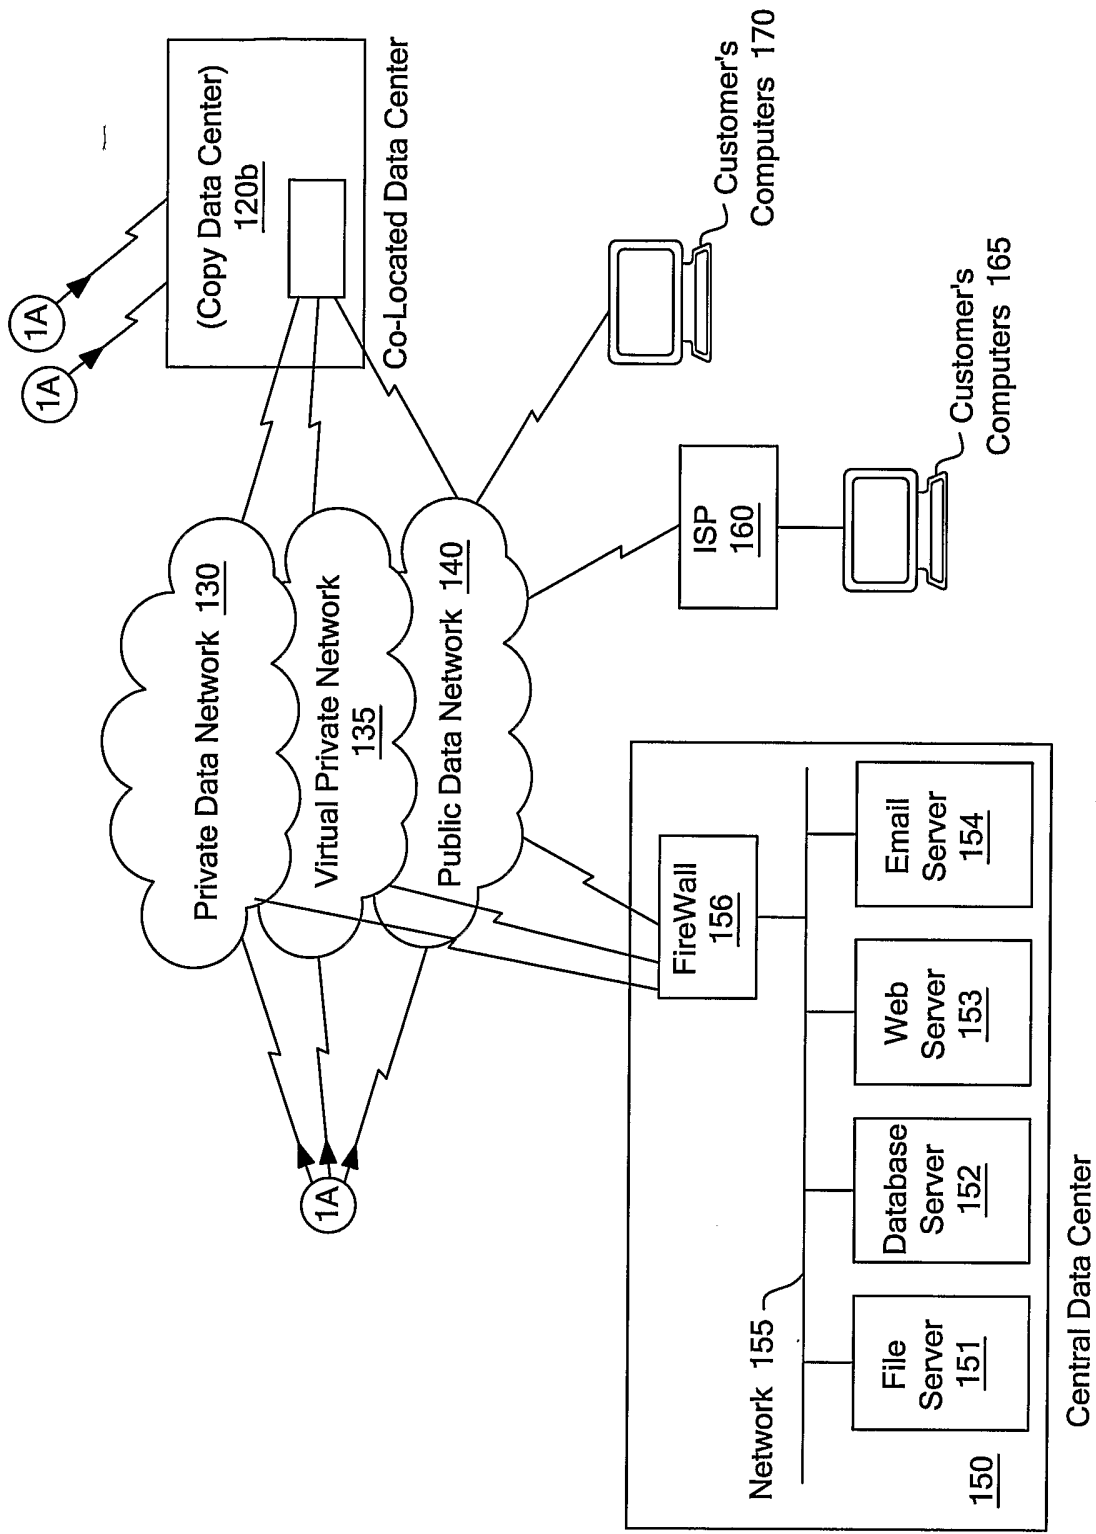 1A
1A
(Copy Data Center)
120b
Co-Located Data Center
Private Data Network 130
Virtual Private Network
135
Public Data Network 140
1A
Customer's
Computers 170
ISP
160
Customer's
Computers 165
FireWall
156
Network 155
File
Server
151
Database
Server
152
Web
Server
153
Email
Server
154
150
Central Data Center